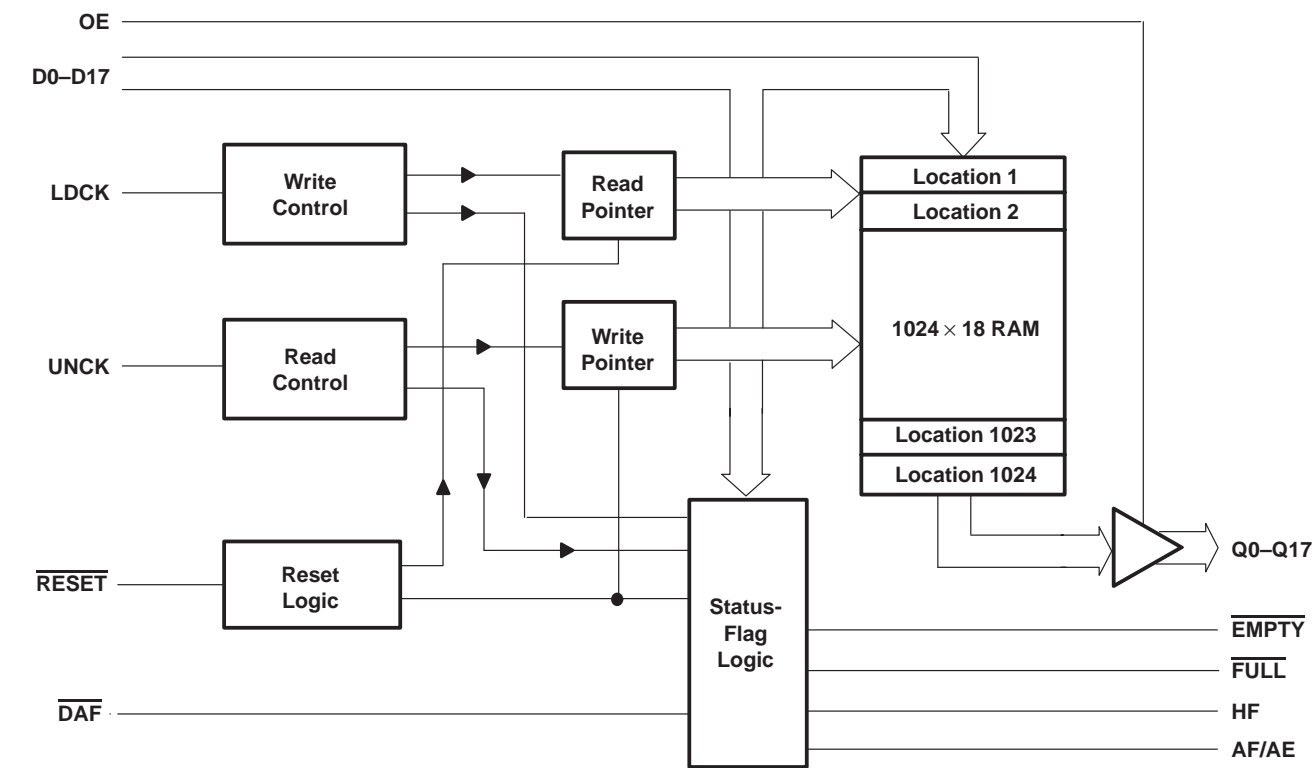 OE
D0–D17
LDCK
Write
Control
Read
Pointer
Location 1
Location 2
1024 × 18 RAM
Location 1023
Location 1024
UNCK
Read
Control
Write
Pointer
RESET
Reset
Logic
Status-
Flag
Logic
DAF
Q0–Q17
EMPTY
FULL
HF
AF/AE